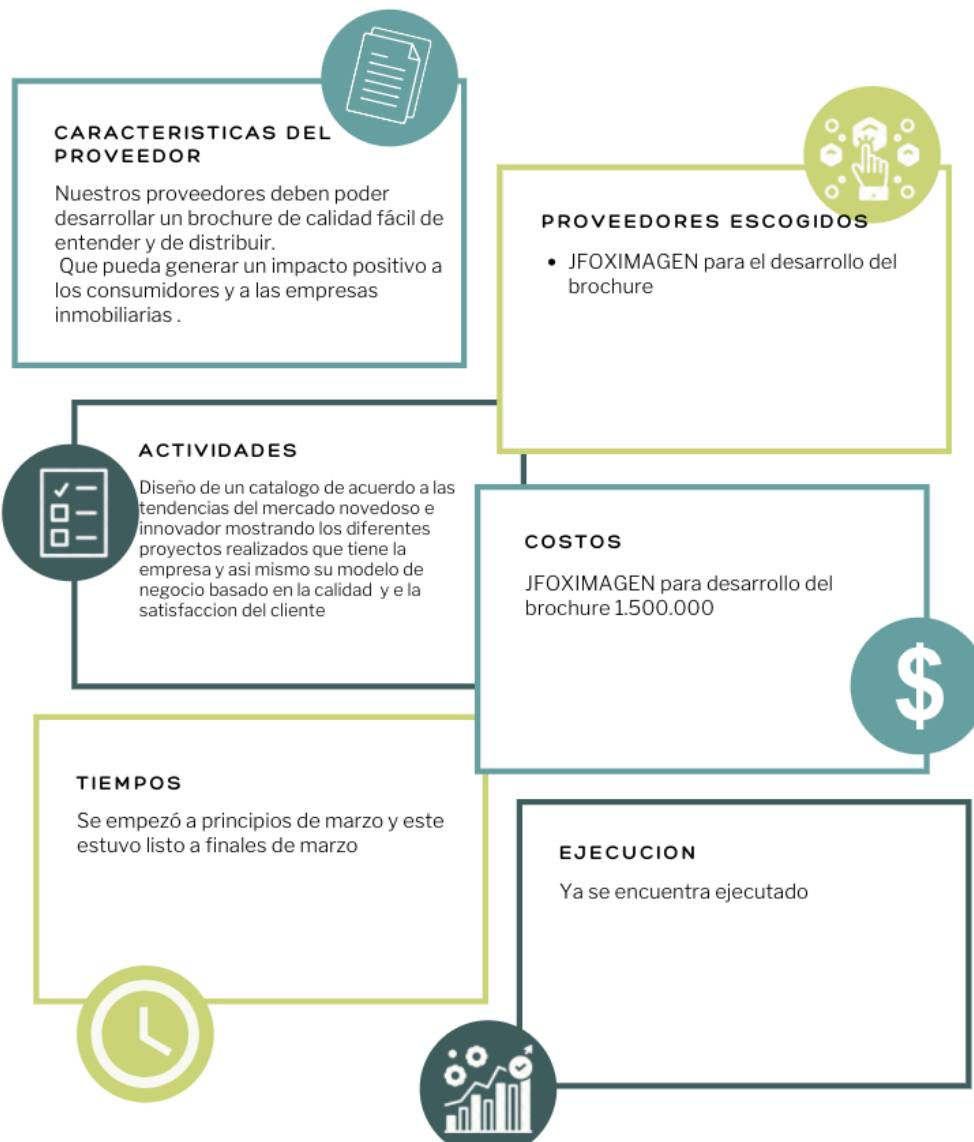 CARACTERISTICAS DEL
PROVEEDOR
Nuestros proveedores deben poder
desarrollar un brochure de calidad fácil de
entender y de distribuir.
Que pueda generar un impacto positivo a
los consumidores y a las empresas
inmobiliarias .
PROVEEDORES ESCOGIDOS
• JFOXIMAGEN para el desarrollo del
brochure
ACTIVIDADES
Diseño de un catalogo de acuerdo a las
tendencias del mercado novedoso e
innovador mostrando los diferentes
proyectos realizados que tiene la
empresa y asi mismo su modelo de
negocio basado en la calidad y e la
satisfaccion del cliente
COSTOS
JFOXIMAGEN para desarrollo del
brochure 1.500.000
$
TIEMPOS
Se empezó a principios de marzo y este
estuvo listo a finales de marzo
EJECUCION
Ya se encuentra ejecutado